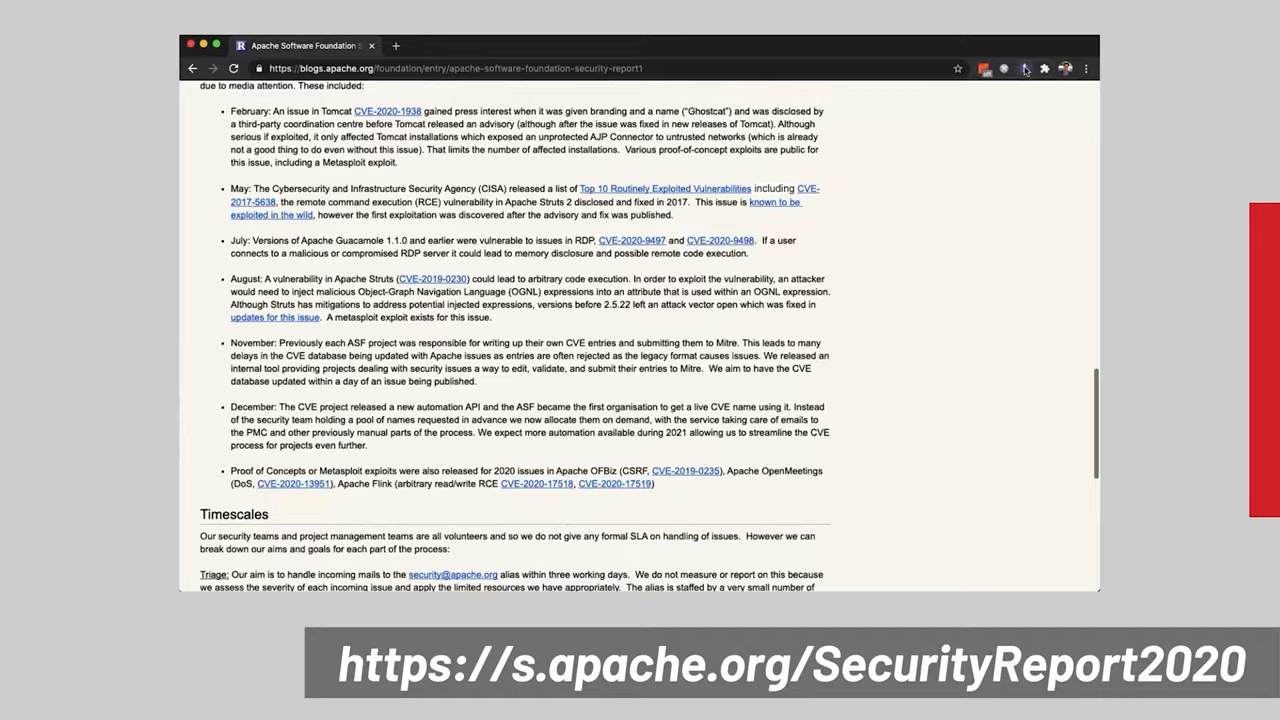 Apache Software Foundation
https://blogs.apache.org/foundation/entry/apache-software-foundation-security-report1
due to media attention. These included:
• February: An issue in Tomcat CVE-2020-1938 gained press interest when it was given branding and a name ("Ghostcat") and was disclosed by
a third-party coordination centre before Tomcat released an advisory (although after the issue was fixed in new releases of Tomcat). Although
serious if exploited, it only affected Tomcat installations which exposed an unprotected AJP Connector to untrusted networks (which is already
not a good thing to do even without this issue). That limits the number of affected installations. Various proof-of-concept exploits are public for
this issue, including a Metasploit exploit.
• May: The Cybersecurity and Infrastructure Security Agency (CISA) released a list of Top 10 Routinely Exploited Vulnerabilities including CVE-
2017-5638, the remote command execution (RCE) vulnerability in Apache Struts 2 disclosed and fixed in 2017. This issue is known to be
exploited in the wild, however the first exploitation was discovered after the advisory and fix was published.
• July: Versions of Apache Guacamole 1.1.0 and earlier were vulnerable to issues in RDP, CVE-2020-9497 and CVE-2020-9498. If a user
connects to a malicious or compromised RDP server it could lead to memory disclosure and possible remote code execution.
• August: A vulnerability in Apache Struts (CVE-2019-0230) could lead to arbitrary code execution. In order to exploit the vulnerability, an attacker
would need to inject malicious Object-Graph Navigation Language (OGNL) expressions into an attribute that is used within an OGNL expression.
Although Struts has mitigations to address potential injected expressions, versions before 2.5.22 left an attack vector open which was fixed in
updates for this issue. A metasploit exploit exists for this issue.
• November: Previously each ASF project was responsible for writing up their own CVE entries and submitting them to Mitre. This leads to many
delays in the CVE database being updated with Apache issues as entries are often rejected as the legacy format causes issues. We released an
internal tool providing projects dealing with security issues a way to edit, validate, and submit their entries to Mitre. We aim to have the CVE
database updated within a day of an issue being published.
• December: The CVE project released a new automation API and the ASF became the first organisation to get a live CVE name using it. Instead
of the security team holding a pool of names requested in advance we now allocate them on demand, with the service taking care of emails to
the PMC and other previously manual parts of the process. We expect more automation available during 2021 allowing us to streamline the CVE
process for projects even further.
• Proof of Concepts or Metasploit exploits were also released for 2020 issues in Apache OFBiz (CSRF, CVE-2019-0235), Apache OpenMeetings
(DoS, CVE-2020-13951), Apache Flink (arbitrary read/write RCE CVE-2020-17518, CVE-2020-17519)
Timescales
Our security teams and project management teams are all volunteers and so we do not give any formal SLA on handling of issues. However we can
break down our aims and goals for each part of the process:
Triage: Our aim is to handle incoming mails to the security@apache.org alias within three working days. We do not measure or report on this because
we assess the severity of each incoming issue and apply the limited resources we have appropriately. The alias is staffed by a very small number of
https://s.apache.org/SecurityReport2020